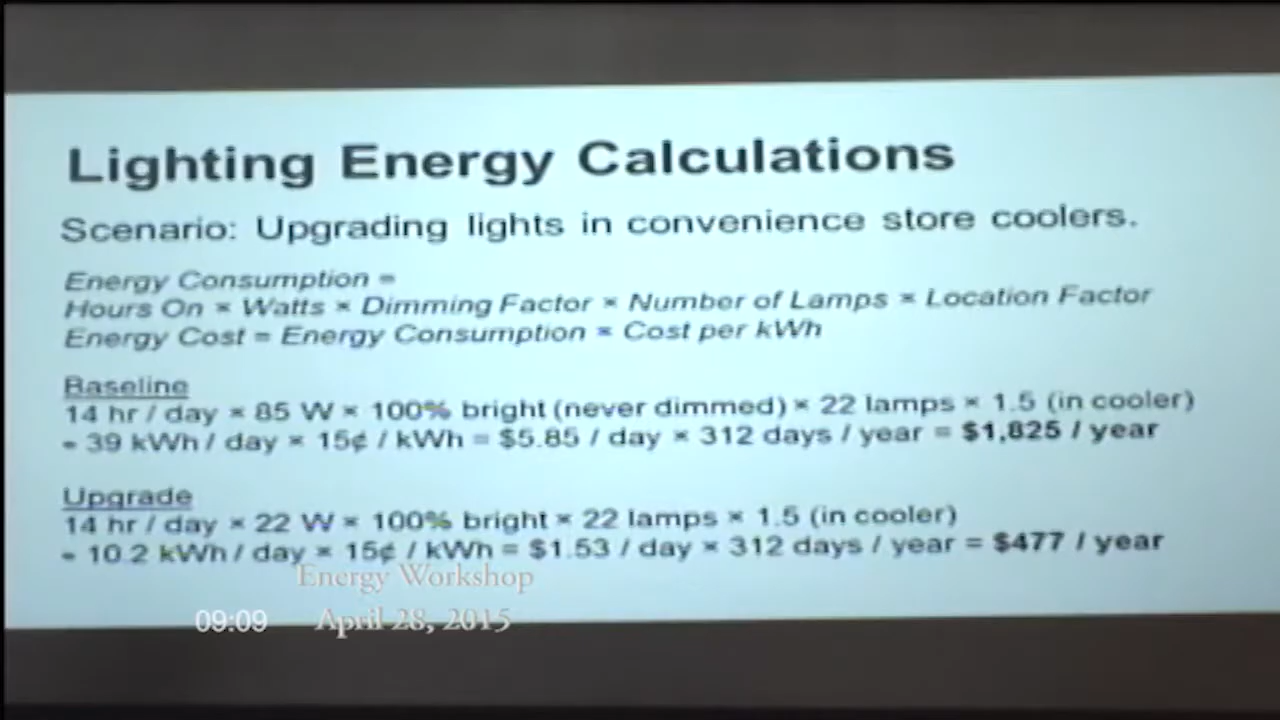 Lighting Energy Calculations
Scenario: Upgrading lights in convenience store coolers.
Energy Consumption =
Hours On × Watts × Dimming Factor × Number of Lamps × Location Factor
Energy Cost = Energy Consumption × Cost per kWh
Baseline
14 hr / day × 85 W × 100% bright (never dimmed) × 22 lamps × 1.5 (in cooler)
= 39 kWh / day × 15¢ / kWh = $5.85 / day × 312 days / year = $1,825 / year
Upgrade
14 hr / day × 22 W × 100% bright × 22 lamps × 1.5 (in cooler)
= 10.2 kWh / day × 15¢ / kWh = $1.53 / day × 312 days / year = $477 / year
Energy Workshop
09:09 April 28, 2015